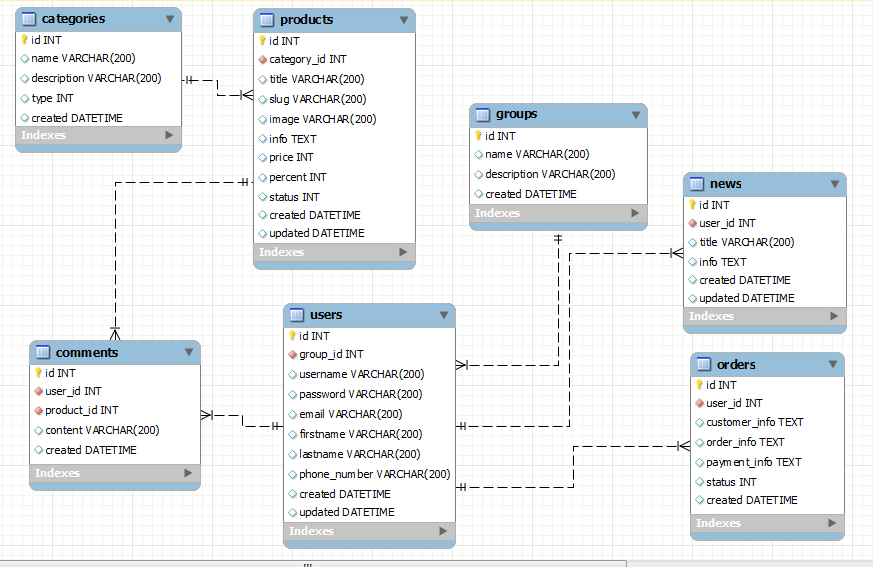 categories
id INT
name VARCHAR(200)
description VARCHAR(200)
type INT
created DATETIME
Indexes
products
id INT
category_id INT
title VARCHAR(200)
slug VARCHAR(200)
image VARCHAR(200)
info TEXT
price INT
percent INT
status INT
created DATETIME
updated DATETIME
Indexes
groups
id INT
name VARCHAR(200)
description VARCHAR(200)
created DATETIME
Indexes
news
id INT
user_id INT
title VARCHAR(200)
info TEXT
created DATETIME
updated DATETIME
Indexes
comments
id INT
user_id INT
product_id INT
content VARCHAR(200)
created DATETIME
Indexes
users
id INT
group_id INT
username VARCHAR(200)
password VARCHAR(200)
email VARCHAR(200)
firstname VARCHAR(200)
lastname VARCHAR(200)
phone_number VARCHAR(200)
created DATETIME
updated DATETIME
Indexes
orders
id INT
user_id INT
customer_info TEXT
order_info TEXT
payment_info TEXT
status INT
created DATETIME
Indexes